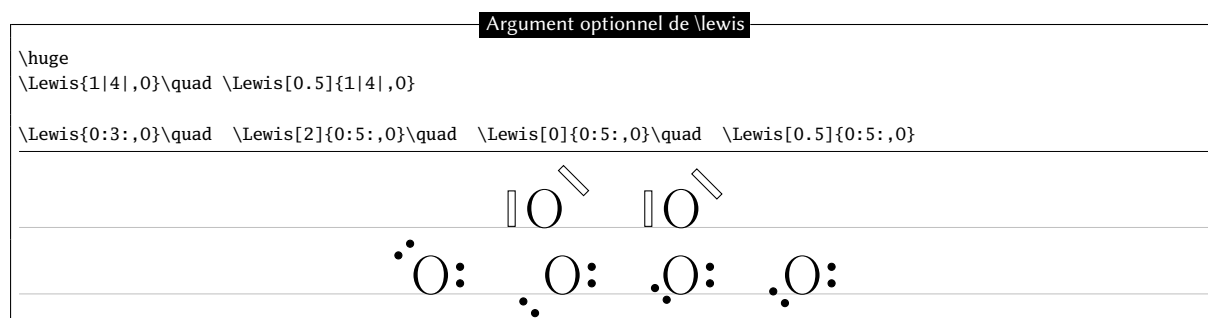 Argument optionnel de \lewis
\huge
\Lewis{1|4|,O}\quad \Lewis[0.5]{1|4|,O}
\Lewis{0:3:,O}\quad  \Lewis[2]{0:5:,O}\quad  \Lewis[0]{0:5:,O}\quad  \Lewis[0.5]{0:5:,O}
O O
O O O O